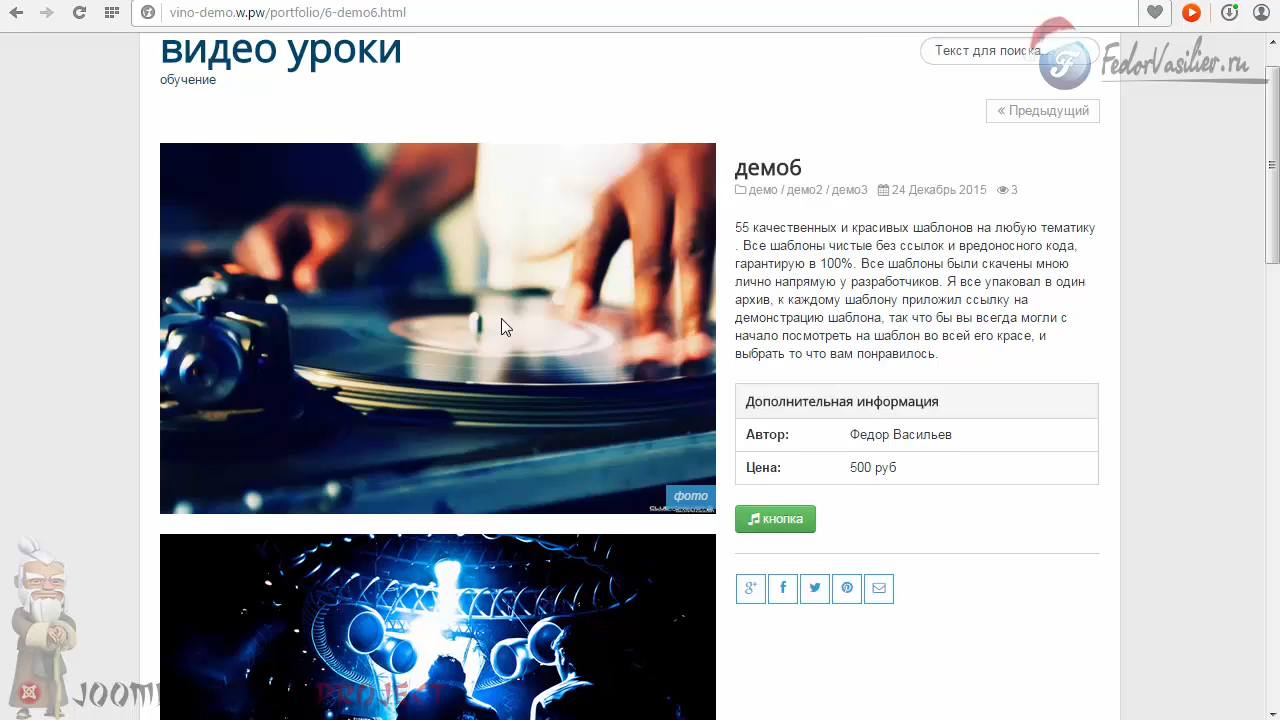 vino-demo.w.pw/portfolio/6-demo6.html
видео уроки
обучение
Текст для поиска...
FedorVasilier.ru
« Предыдущий
демо6
демо / демо2 / демо3 24 Декабрь 2015 3
55 качественных и красивых шаблонов на любую тематику
. Все шаблоны чистые без ссылок и вредоносного кода,
гарантирую в 100%. Все шаблоны были скачены мною
лично напрямую у разработчиков. Я все упаковал в один
архив, к каждому шаблону приложил ссылку на
демонстрацию шаблона, так что бы вы всегда могли с
начало посмотреть на шаблон во всей его красе, и
выбрать то что вам понравилось.
Дополнительная информация
Автор: Федор Васильев
Цена: 500 руб
фото
кнопка
PROJECT